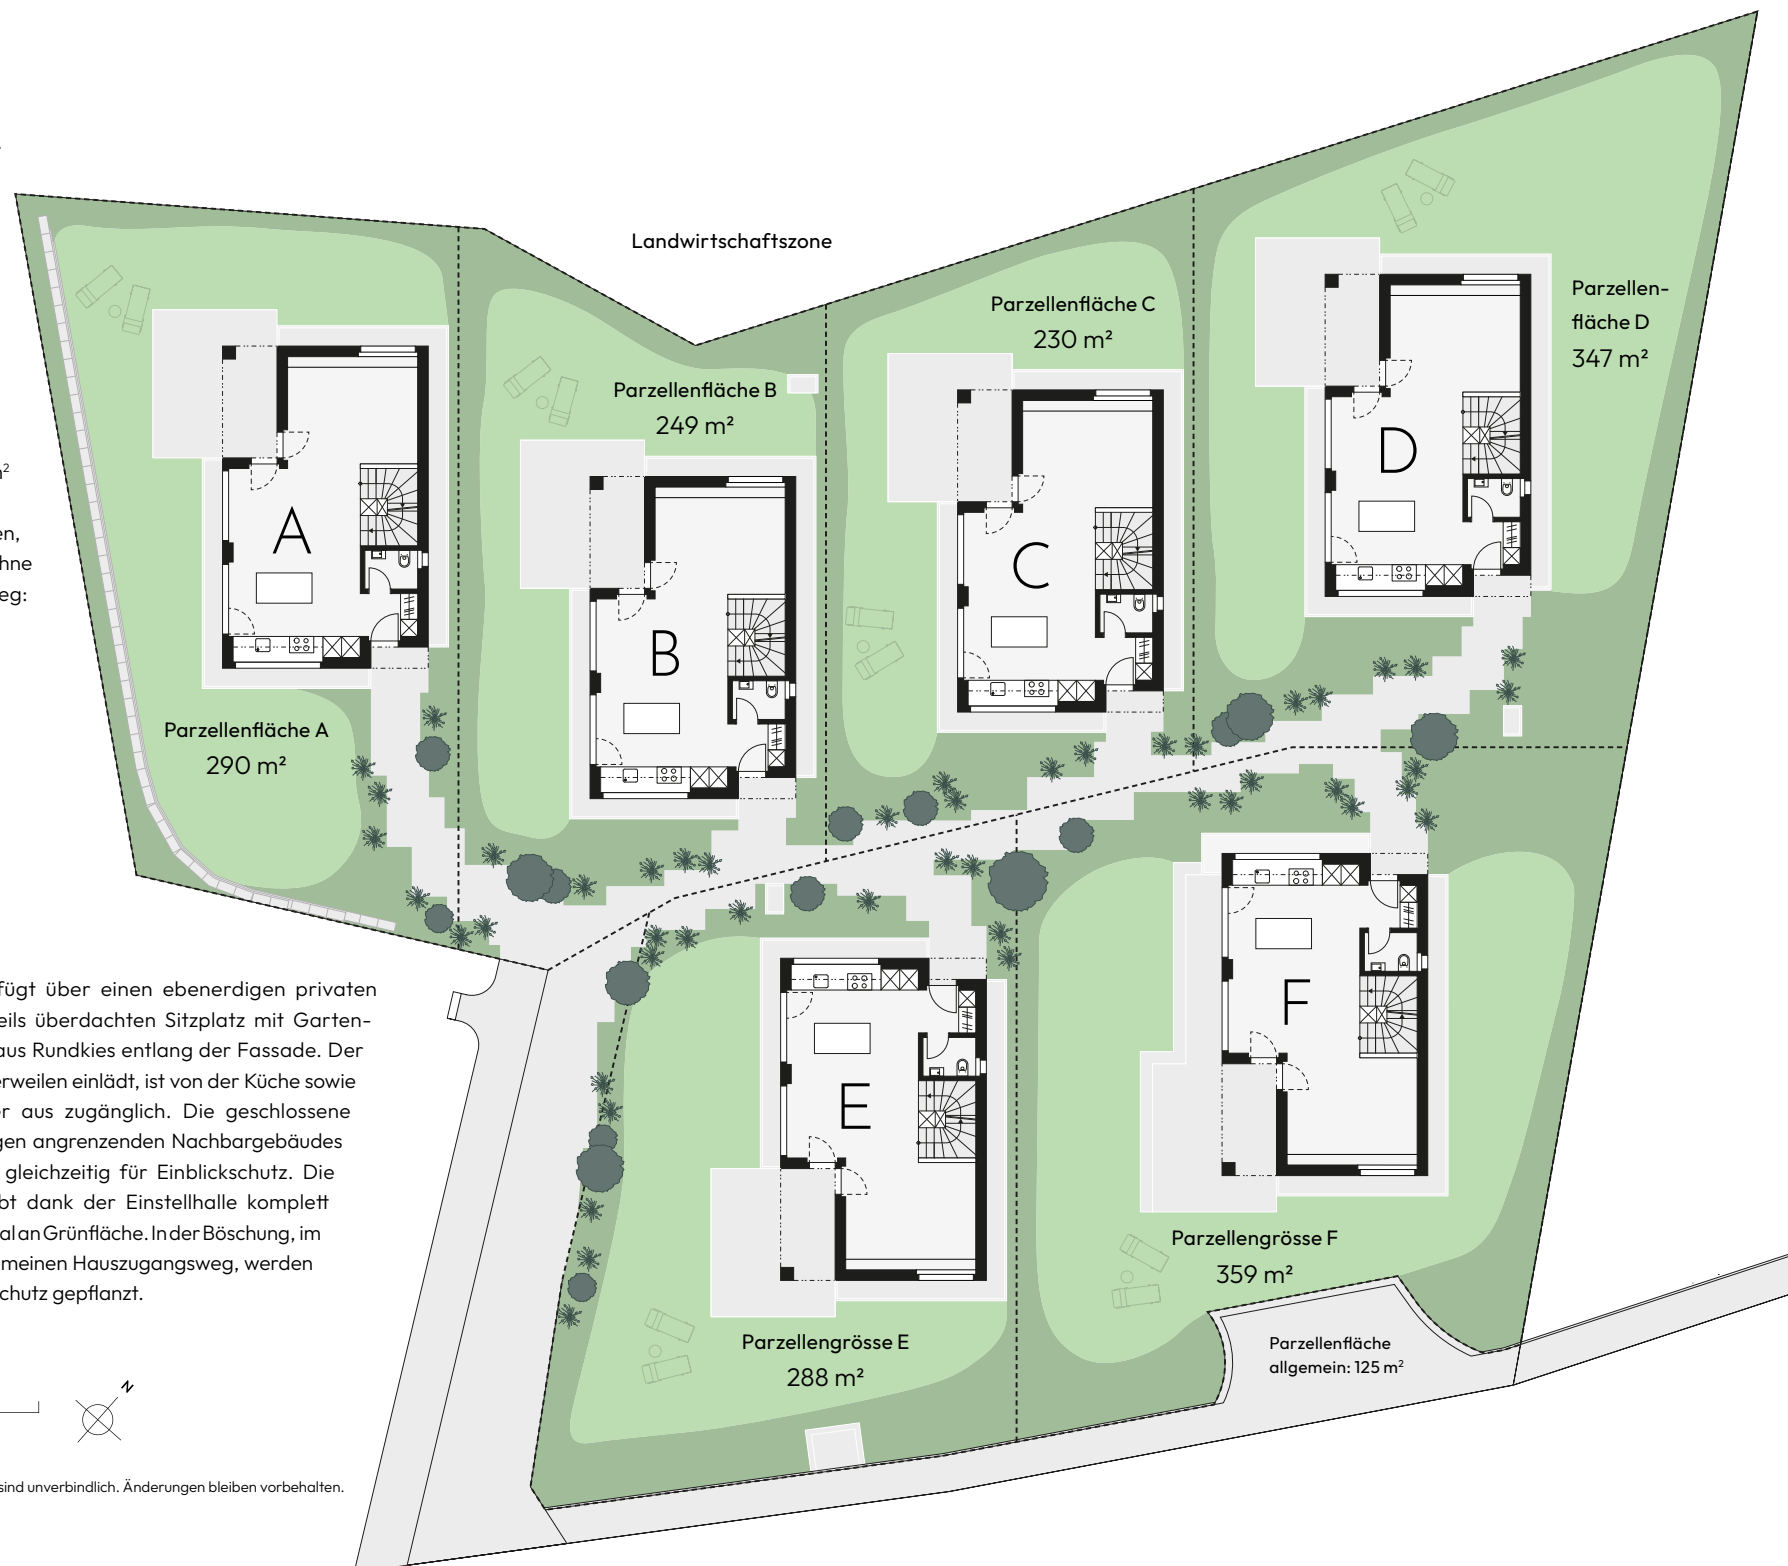 Landwirtschaftszone
Parzellenfläche C
230 m²
Parzellen-
fläche D
347 m²
Parzellenfläche B
249 m²
D
m²
A
en,
C
hne
eg:
B
Parzellenfläche A
290 m²
fügt über einen ebenerdigen privaten
eils überdachten Sitzplatz mit Garten-
aus Rundkies entlang der Fassade. Der
erweilen einlädt, ist von der Küche sowie
er aus zugänglich. Die geschlossene
gen angrenzenden Nachbargebäudes
gleichzeitig für Einblickschutz. Die
bt dank der Einstellhalle komplett
al an Grünfläche. In der Böschung, im
meinen Hauszugangsweg, werden
chutz gepflanzt.
F
E
Parzellengrösse F
359 m²
Parzellengrösse E
288 m²
Parzellenfläche
allgemein: 125 m²
N
sind unverbindlich. Änderungen bleiben vorbehalten.